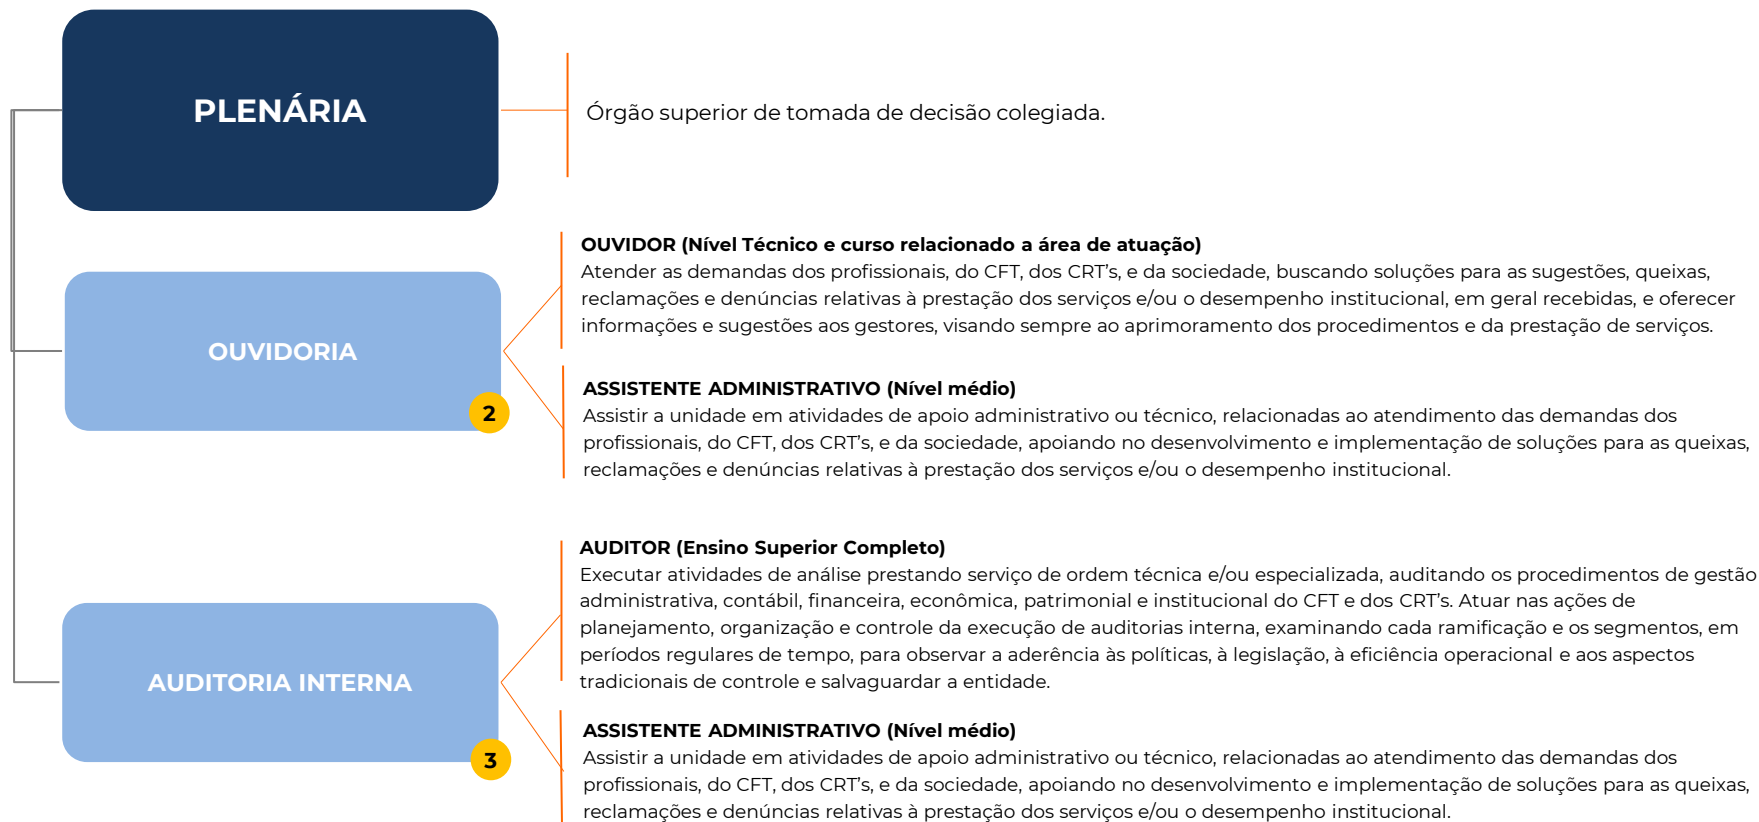 PLENÁRIA
Órgão superior de tomada de decisão colegiada.
OUVIDORIA
2
OUVIDOR (Nível Técnico e curso relacionado a área de atuação)
Atender as demandas dos profissionais, do CFT, dos CRT’s, e da sociedade, buscando soluções para as sugestões, queixas,
reclamações e denúncias relativas à prestação dos serviços e/ou o desempenho institucional, em geral recebidas, e oferecer
informações e sugestões aos gestores, visando sempre ao aprimoramento dos procedimentos e da prestação de serviços.
ASSISTENTE ADMINISTRATIVO (Nível médio)
Assistir a unidade em atividades de apoio administrativo ou técnico, relacionadas ao atendimento das demandas dos
profissionais, do CFT, dos CRT’s, e da sociedade, apoiando no desenvolvimento e implementação de soluções para as queixas,
reclamações e denúncias relativas à prestação dos serviços e/ou o desempenho institucional.
AUDITORIA INTERNA
3
AUDITOR (Ensino Superior Completo)
Executar atividades de análise prestando serviço de ordem técnica e/ou especializada, auditando os procedimentos de gestão
administrativa, contábil, financeira, econômica, patrimonial e institucional do CFT e dos CRT’s. Atuar nas ações de
planejamento, organização e controle da execução de auditorias interna, examinando cada ramificação e os segmentos, em
períodos regulares de tempo, para observar a aderência às políticas, à legislação, à eficiência operacional e aos aspectos
tradicionais de controle e salvaguardar a entidade.
ASSISTENTE ADMINISTRATIVO (Nível médio)
Assistir a unidade em atividades de apoio administrativo ou técnico, relacionadas ao atendimento das demandas dos
profissionais, do CFT, dos CRT’s, e da sociedade, apoiando no desenvolvimento e implementação de soluções para as queixas,
reclamações e denúncias relativas à prestação dos serviços e/ou o desempenho institucional.